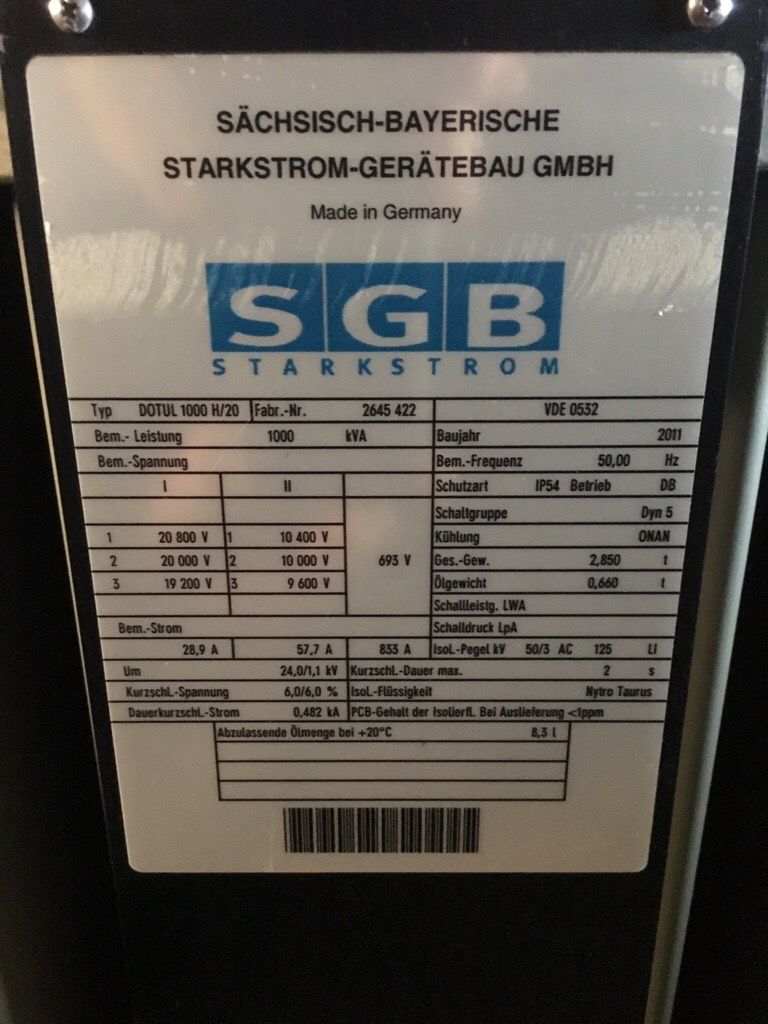 SÄCHSISCH-BAYERISCHE
STARKSTROM-GERÄTEBAU GMBH
Made in Germany
SGB
STARKSTROM
Typ DOTUL 1000 H/20 Fabr.-Nr. 2645 422 VDE 0532
Bem.- Leistung 1000 kVA Baujahr 2011
Bem.-Spannung Bem.-Frequenz 50,00 Hz
I II Schutzart IP54 Betrieb DB
Schaltgruppe Dyn 5
1 20 800 V 1 10 400 V Kühlung ONAN
2 20 000 V 2 10 000 V 693 V Ges.-Gew. 2,850 t
3 19 200 V 3 9 600 V Ölgewicht 0,660 t
Schalleistg. LWA
Bem.-Strom Schalldruck LpA
28,9 A 57,7 A 833 A Isol.-Pegel kV 50/3 AC 125 LI
Um 24,0/1,1 kV Kurzschl.-Dauer max. 2 s
Kurzschl.-Spannung 6,0/6,0 % Isol.-Flüssigkeit Nytro Taurus
Dauerkurzschl.-Strom 0,482 kA PCB-Gehalt der Isolierfl. Bei Auslieferung <1ppm
Abzulassende Ölmenge bei +20°C 8,3 l